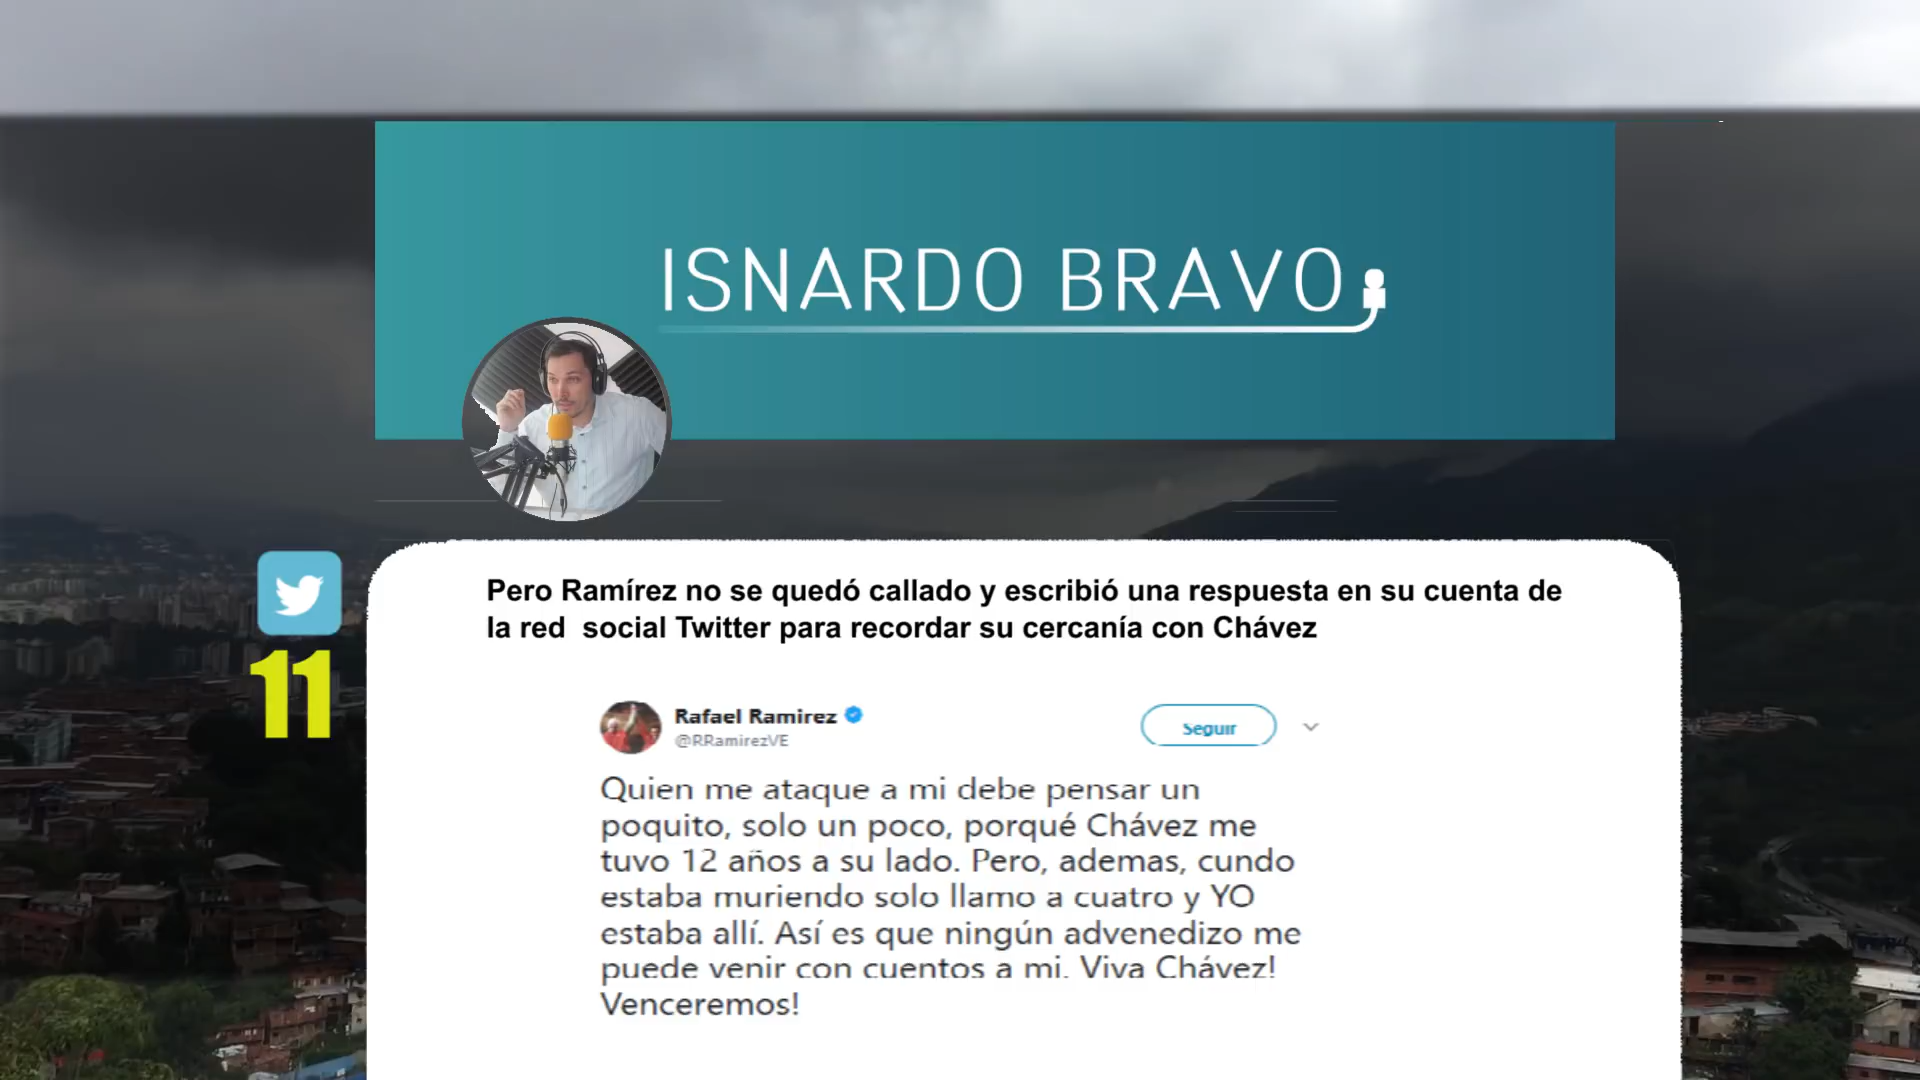 ISNARDO BRAVO
11
Pero Ramírez no se quedó callado y escribió una respuesta en su cuenta de
la red social Twitter para recordar su cercanía con Chávez
Rafael Ramirez
@RRamirezVE
Seguir
Quien me ataque a mi debe pensar un
poquito, solo un poco, porqué Chávez me
tuvo 12 años a su lado. Pero, ademas, cundo
estaba muriendo solo llamo a cuatro y YO
estaba allí. Así es que ningún advenedizo me
puede venir con cuentos a mi. Viva Chávez!
Venceremos!